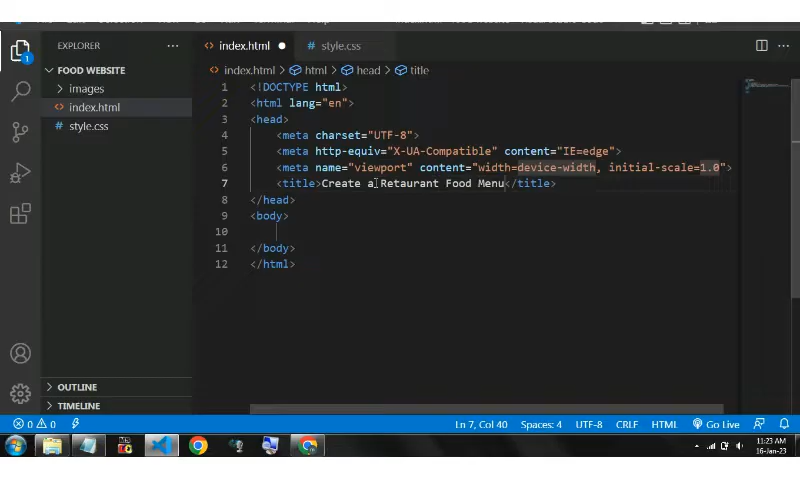 EXPLORER
index.html
style.css
FOOD WEBSITE
images
index.html
style.css
index.html > html > head > title
1 <!DOCTYPE html>
2 <html lang="en">
3 <head>
4 <meta charset="UTF-8">
5 <meta http-equiv="X-UA-Compatible" content="IE=edge">
6 <meta name="viewport" content="width=device-width, initial-scale=1.0">
7 <title>Create a Retaurant Food Menu</title>
8 </head>
9 <body>
10
11 </body>
12 </html>
OUTLINE
TIMELINE
0 0 Ln 7, Col 40 Spaces: 4 UTF-8 CRLF HTML Go Live
11:23 AM
16-Jan-23